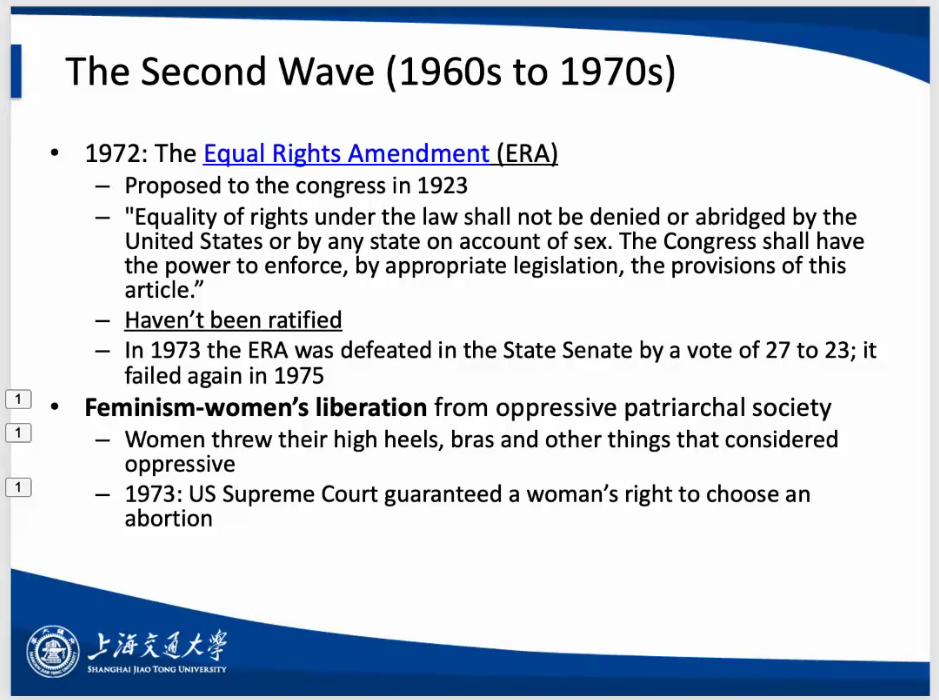 The Second Wave (1960s to 1970s)
• 1972: The Equal Rights Amendment (ERA)
– Proposed to the congress in 1923
– "Equality of rights under the law shall not be denied or abridged by the
United States or by any state on account of sex. The Congress shall have
the power to enforce, by appropriate legislation, the provisions of this
article.”
– Haven’t been ratified
– In 1973 the ERA was defeated in the State Senate by a vote of 27 to 23; it
failed again in 1975
1
• Feminism-women’s liberation from oppressive patriarchal society
1
– Women threw their high heels, bras and other things that considered
oppressive
1
– 1973: US Supreme Court guaranteed a woman’s right to choose an
abortion
上海交通大学
SHANGHAI JIAO TONG UNIVERSITY